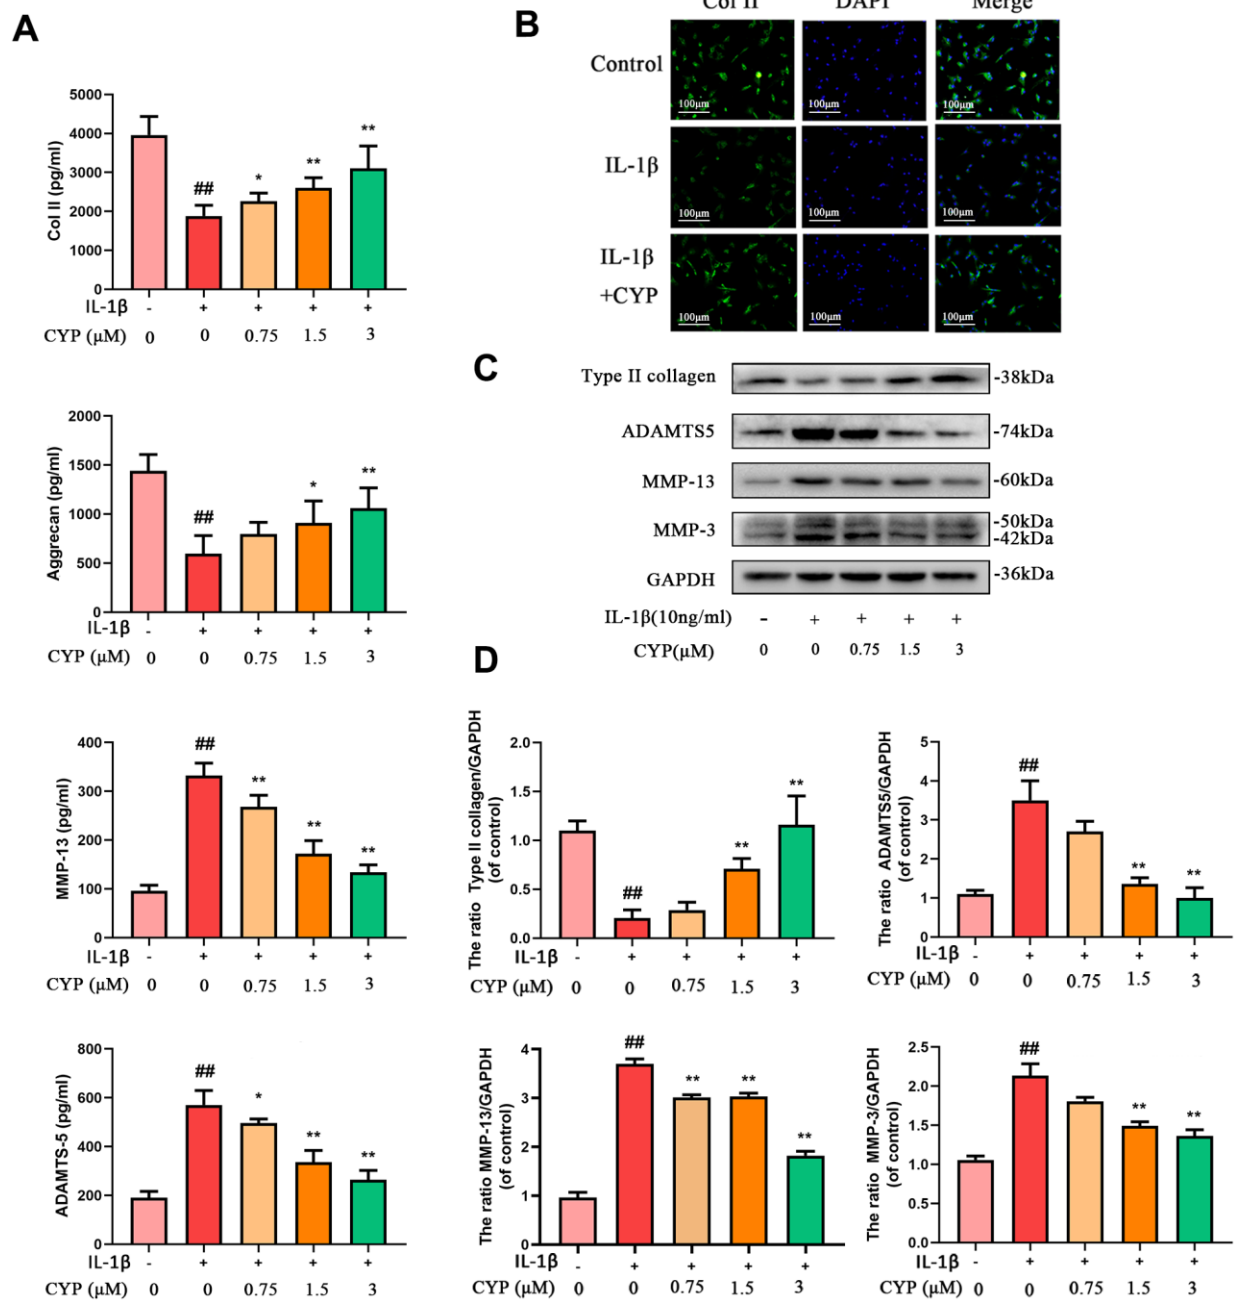 A
Col II (pg/ml)
5000
4000
3000
2000
1000
0
##
*
**
**
IL-1β - + + + +
CYP (μM) 0 0 0.75 1.5 3
Aggrecan (pg/ml)
2000
1500
1000
500
0
##
*
**
IL-1β - + + + +
CYP (μM) 0 0 0.75 1.5 3
MMP-13 (pg/ml)
400
300
200
100
0
##
**
**
**
IL-1β - + + + +
CYP (μM) 0 0 0.75 1.5 3
ADAMTS-5 (pg/ml)
800
600
400
200
0
##
*
**
**
IL-1β - + + + +
CYP (μM) 0 0 0.75 1.5 3
B
Col II DAPI Merge
Control
100μm 100μm 100μm
IL-1β
100μm 100μm 100μm
IL-1β
+CYP
100μm 100μm 100μm
C
Type II collagen -38kDa
ADAMTS5 -74kDa
MMP-13 -60kDa
MMP-3 -50kDa
-42kDa
GAPDH -36kDa
IL-1β(10ng/ml) - + + + +
CYP(μM) 0 0 0.75 1.5 3
D
The ratio Type II collagen/GAPDH
(of control)
2.0
1.5
1.0
0.5
0.0
##
**
**
IL-1β - + + + +
CYP (μM) 0 0 0.75 1.5 3
The ratio ADAMTS5/GAPDH
(of control)
5
4
3
2
1
0
##
**
**
IL-1β - + + + +
CYP (μM) 0 0 0.75 1.5 3
The ratio MMP-13/GAPDH
(of control)
4
3
2
1
0
##
**
**
**
IL-1β - + + + +
CYP (μM) 0 0 0.75 1.5 3
The ratio MMP-3/GAPDH
(of control)
2.5
2.0
1.5
1.0
0.5
0.0
##
**
**
IL-1β - + + + +
CYP (μM) 0 0 0.75 1.5 3